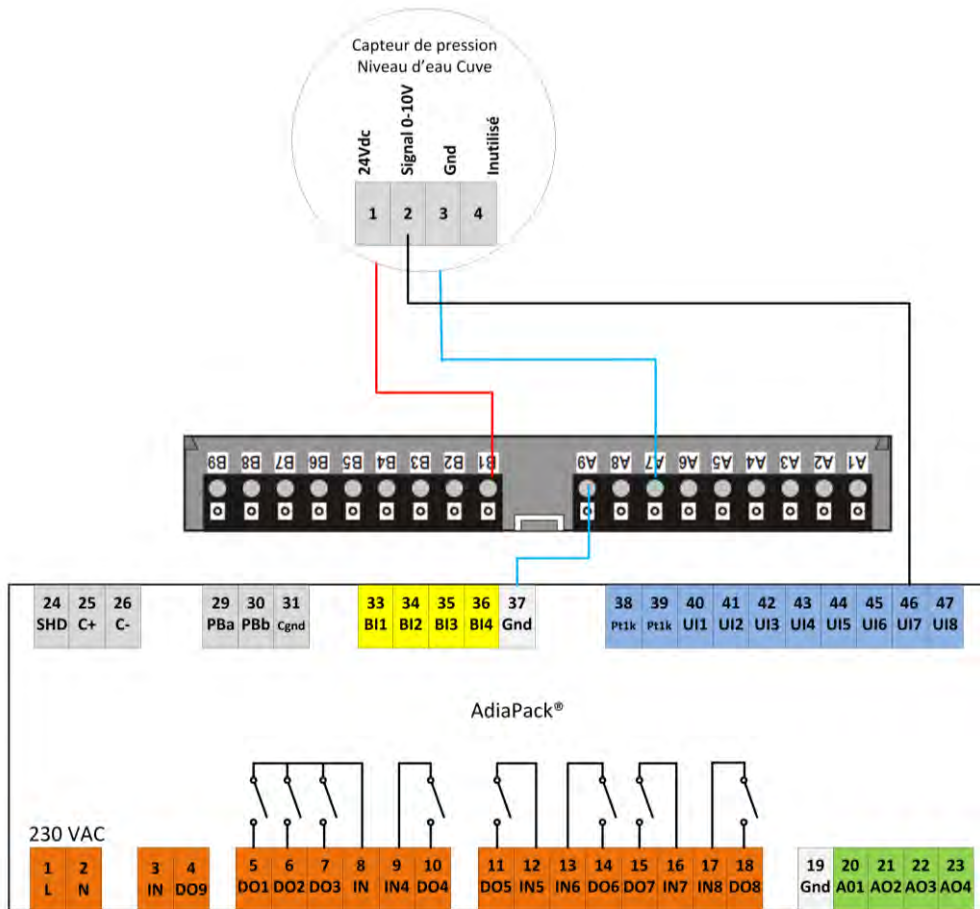 Capteur de pression
Niveau d'eau Cuve
24Vdc
Signal 0-10V
Gnd
Inutilisé
1 2 3 4
B9 B8 B7 B6 B5 B4 B3 B2 B1 A9 A8 A7 A6 A5 A4 A3 A2 A1
24 25 26 29 30 31 33 34 35 36 37 38 39 40 41 42 43 44 45 46 47
SHD C+ C- PBa PBb Cgnd BI1 BI2 BI3 BI4 Gnd Pt1k Pt1k UI1 UI2 UI3 UI4 UI5 UI6 UI7 UI8
AdiaPack®
230 VAC
1 2 3 4 5 6 7 8 9 10 11 12 13 14 15 16 17 18 19 20 21 22 23
L N IN DO9 DO1 DO2 DO3 IN IN4 DO4 DO5 IN5 IN6 DO6 DO7 IN7 IN8 DO8 Gnd A01 AO2 AO3 AO4